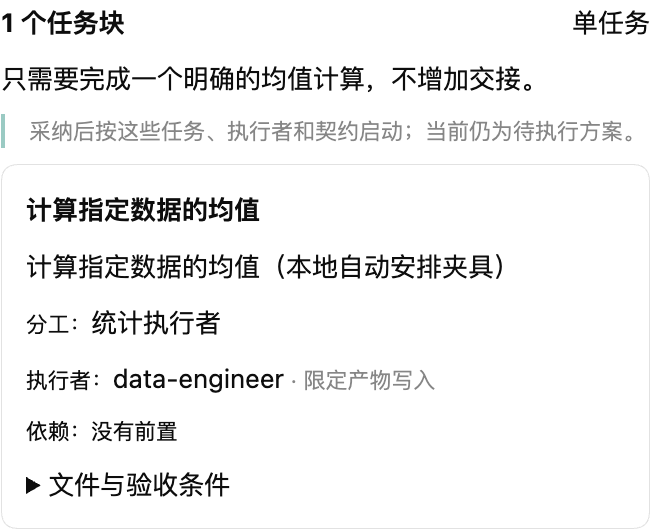 1 个任务块 单任务
只需要完成一个明确的均值计算，不增加交接。
采纳后按这些任务、执行者和契约启动；当前仍为待执行方案。
计算指定数据的均值
计算指定数据的均值（本地自动安排夹具）
分工：统计执行者
执行者：data-engineer · 限定产物写入
依赖：没有前置
▶ 文件与验收条件